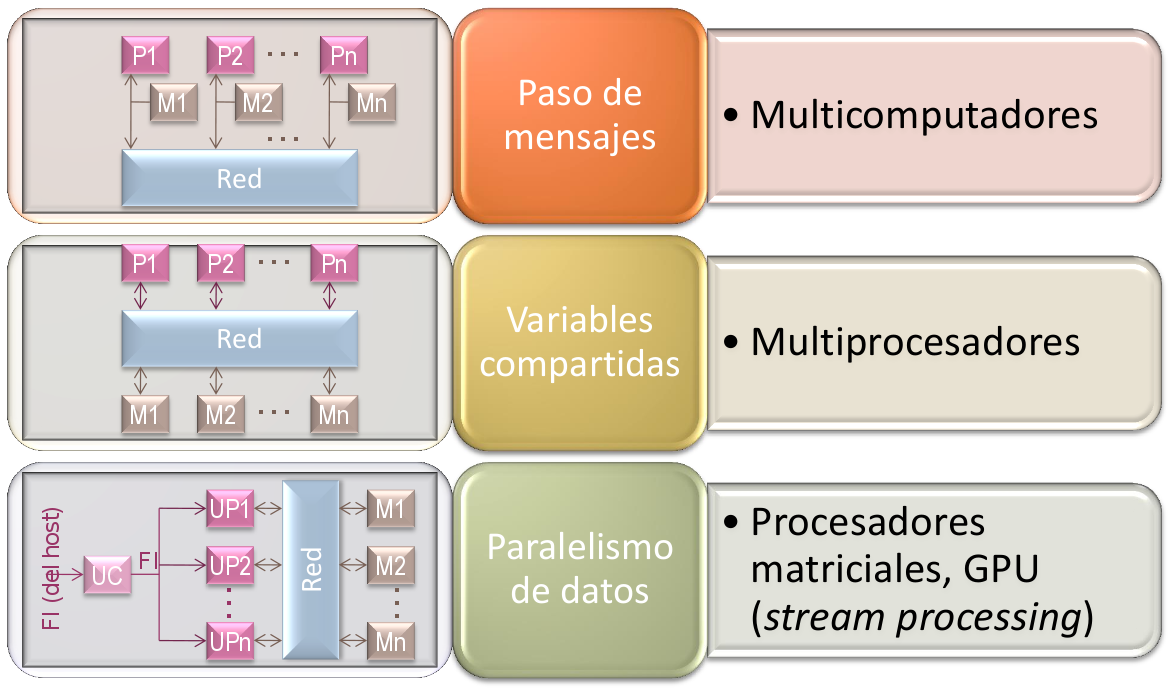 P1 P2 ... Pn
M1 M2 Mn
...
Red
Paso de
mensajes
• Multicomputadores
P1 P2 ... Pn
Red
M1 M2 ... Mn
Variables
compartidas
• Multiprocesadores
FI (del host)
UC
FI
UP1
UP2
UPn
Red
M1
M2
Mn
Paralelismo
de datos
• Procesadores
matriciales, GPU
(stream processing)